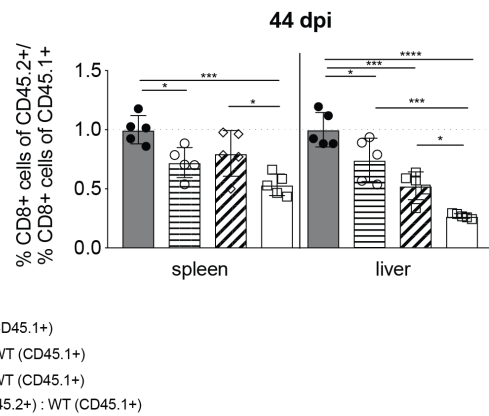 44 dpi
% CD8+ cells of CD45.2+/
% CD8+ cells of CD45.1+
1.5
1.0
0.5
0.0
***
*
*
****
***
*
***
*
spleen
liver
CD45.1+)
WT (CD45.1+)
WT (CD45.1+)
45.2+) : WT (CD45.1+)